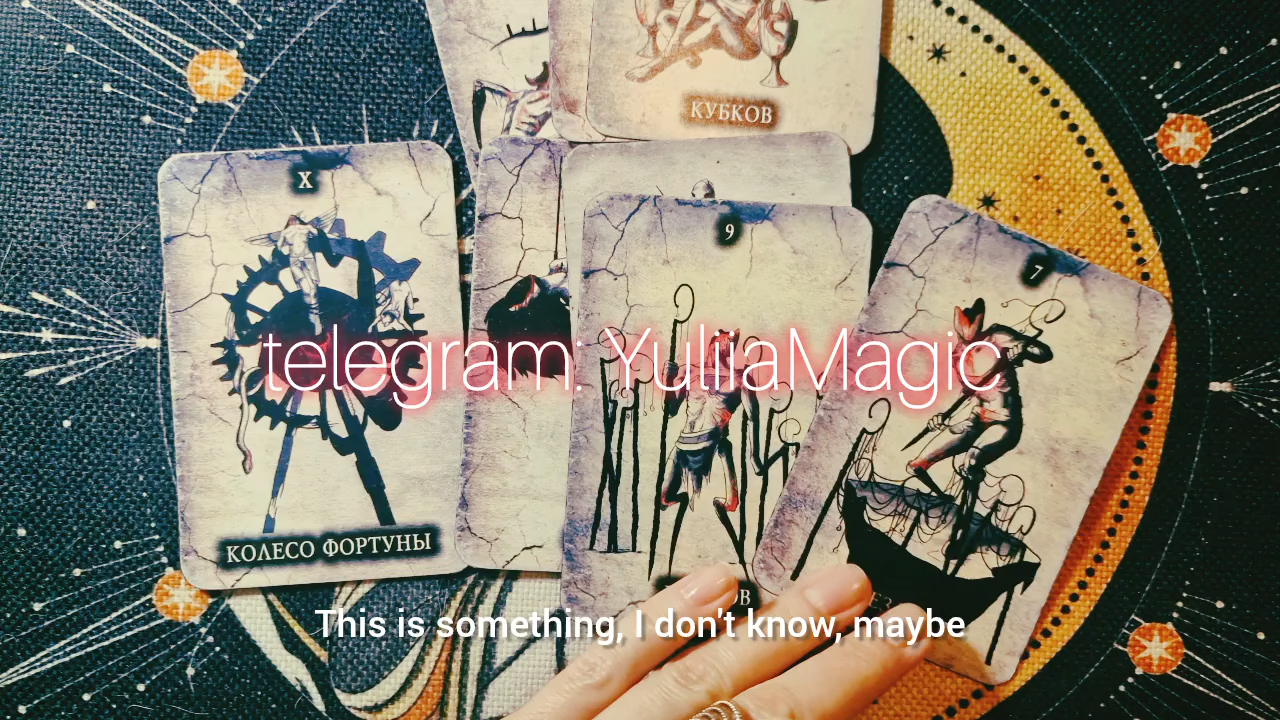 КУБКОВ
X
9
7
telegram: YuliiaMagic
КОЛЕСО ФОРТУНЫ
This is something, I don't know, maybe